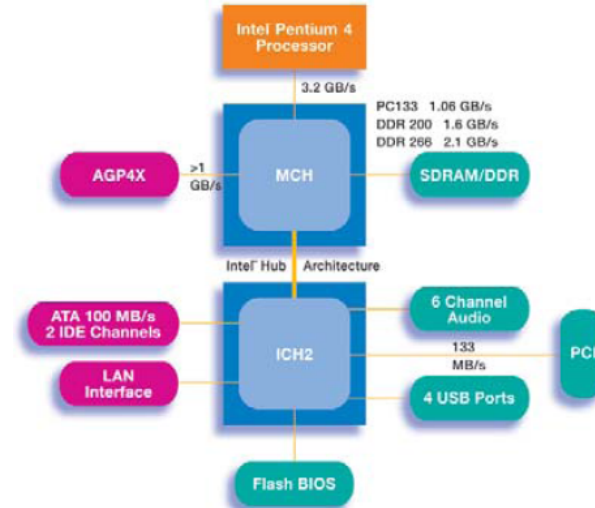 Intel Pentium 4
Processor
3.2 GB/s
PC133 1.06 GB/s
DDR 200 1.6 GB/s
DDR 266 2.1 GB/s
AGP4X
>1
GB/s
MCH
SDRAM/DDR
Intel Hub Architecture
ATA 100 MB/s
2 IDE Channels
6 Channel
Audio
ICH2
133
MB/s
PCI
LAN
Interface
4 USB Ports
Flash BIOS